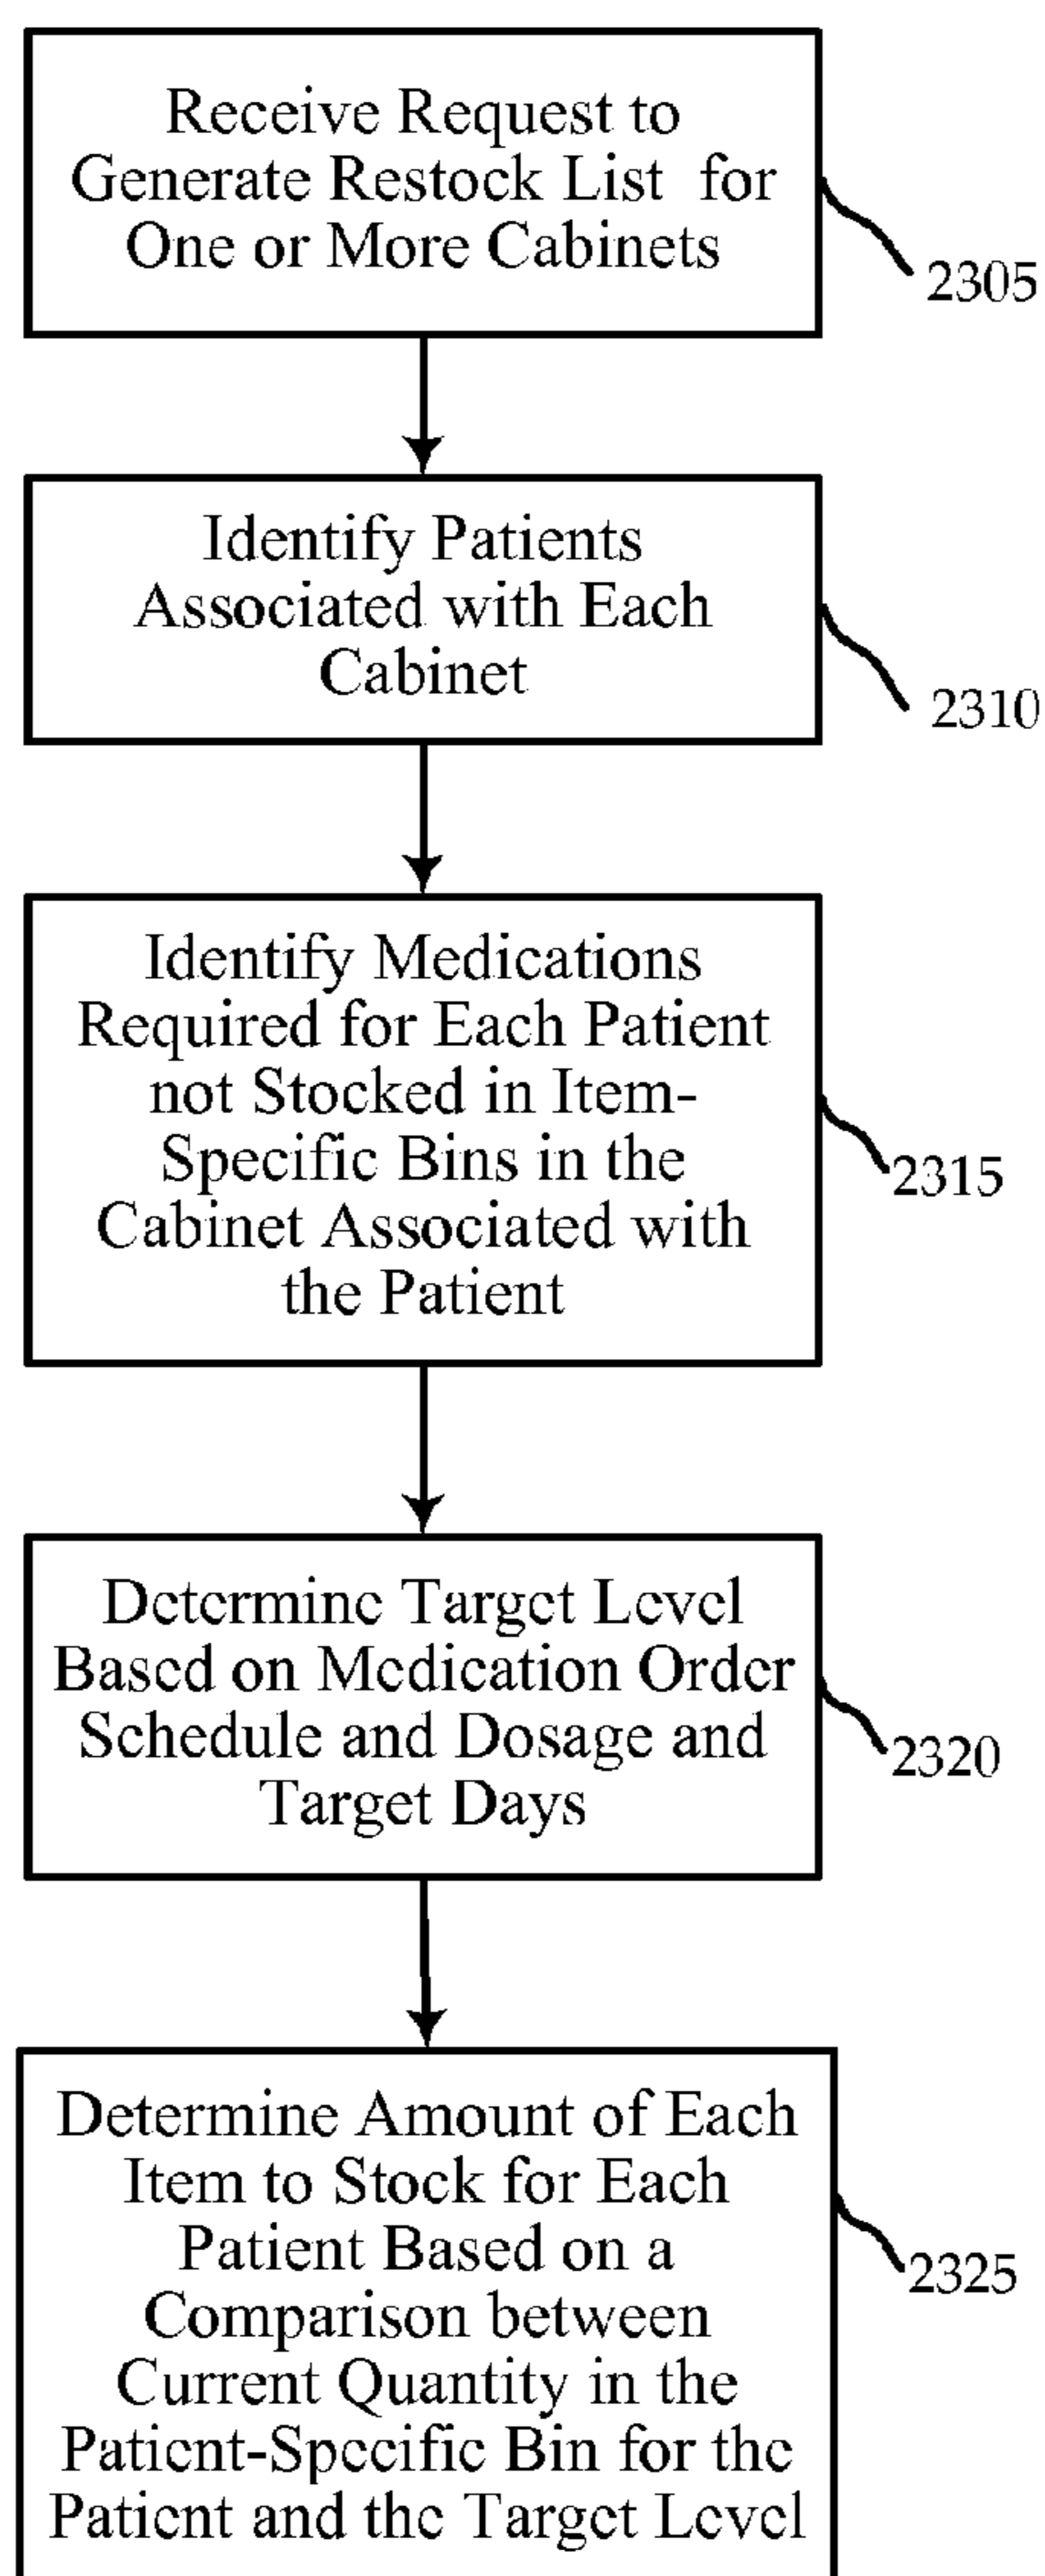 Receive Request to
Generate Restock List for
One or More Cabinets
2305
Identify Patients
Associated with Each
Cabinet
2310
Identify Medications
Required for Each Patient
not Stocked in Item-
Specific Bins in the
Cabinet Associated with
the Patient
2315
Determine Target Level
Based on Medication Order
Schedule and Dosage and
Target Days
2320
Determine Amount of Each
Item to Stock for Each
Patient Based on a
Comparison between
Current Quantity in the
Patient-Specific Bin for the
Patient and the Target Level
2325